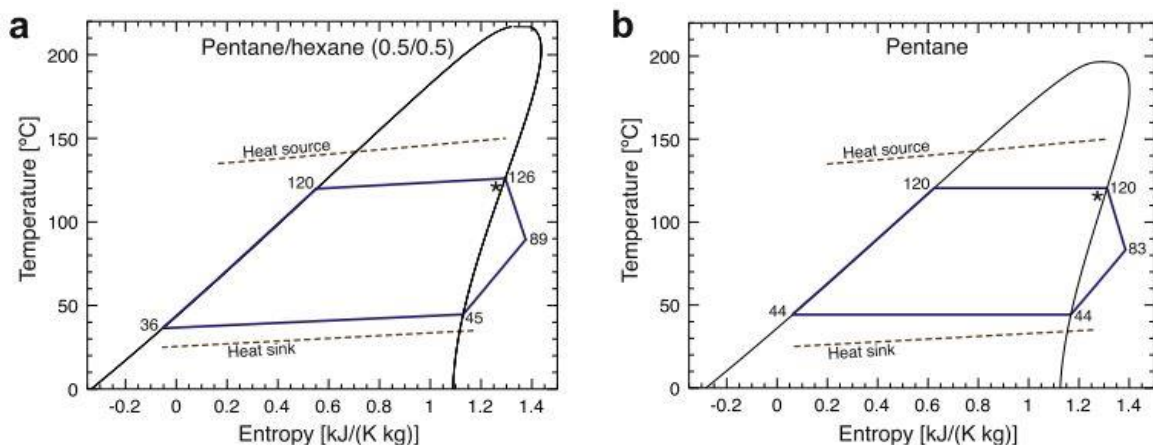 a
Pentane/hexane (0.5/0.5)
Temperature [°C]
200
150
100
50
0
Heat source
120
126
*
89
36
45
Heat sink
-0.2 0 0.2 0.4 0.6 0.8 1 1.2 1.4
Entropy [kJ/(K kg)]
b
Pentane
Temperature [°C]
200
150
100
50
0
Heat source
120
120
*
83
44
44
Heat sink
-0.2 0 0.2 0.4 0.6 0.8 1 1.2 1.4
Entropy [kJ/(K kg)]